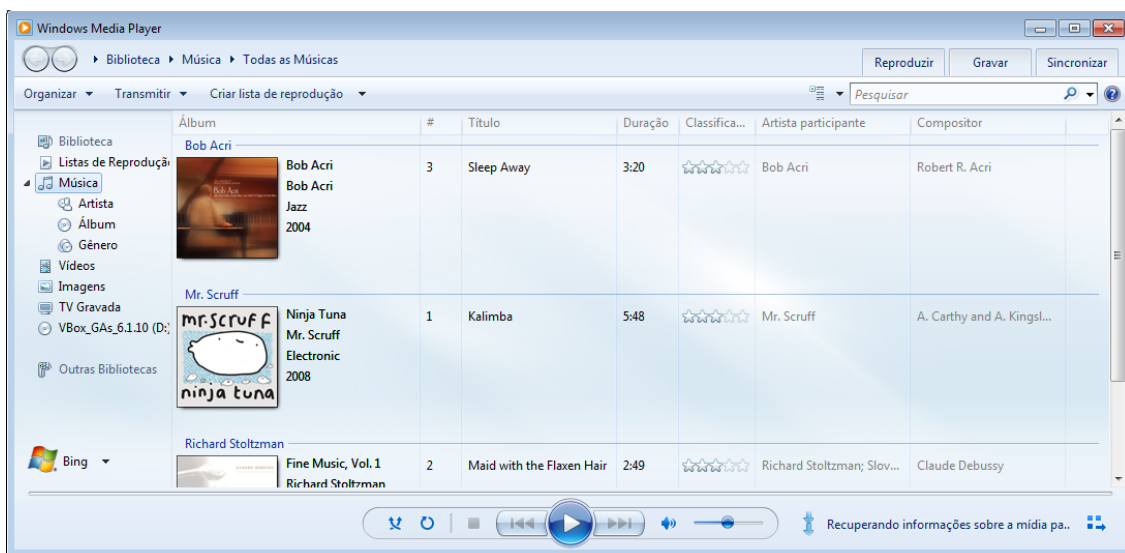 Windows Media Player
Biblioteca Música Todas as Músicas
Reproduzir Gravar Sincronizar
Organizar Transmitir Criar lista de reprodução
Pesquisar
Álbum # Título Duração Classifica... Artista participante Compositor
Biblioteca
Listas de Reproduçã
Música
Artista
Álbum
Gênero
Vídeos
Imagens
TV Gravada
VBox_GAs_6.1.10 (D:)
Outras Bibliotecas
Bing
Bob Acri
Bob Acri
Bob Acri
Bob Acri
Jazz
2004
3 Sleep Away 3:20 Bob Acri Robert R. Acri
Mr. Scruff
mr.scruff
ninja tuna
Ninja Tuna
Mr. Scruff
Electronic
2008
1 Kalimba 5:48 Mr. Scruff A. Carthy and A. Kingsl...
Richard Stoltzman
Fine Music, Vol. 1
Richard Stoltzman
2 Maid with the Flaxen Hair 2:49 Richard Stoltzman; Slov... Claude Debussy
Recuperando informações sobre a mídia pa..